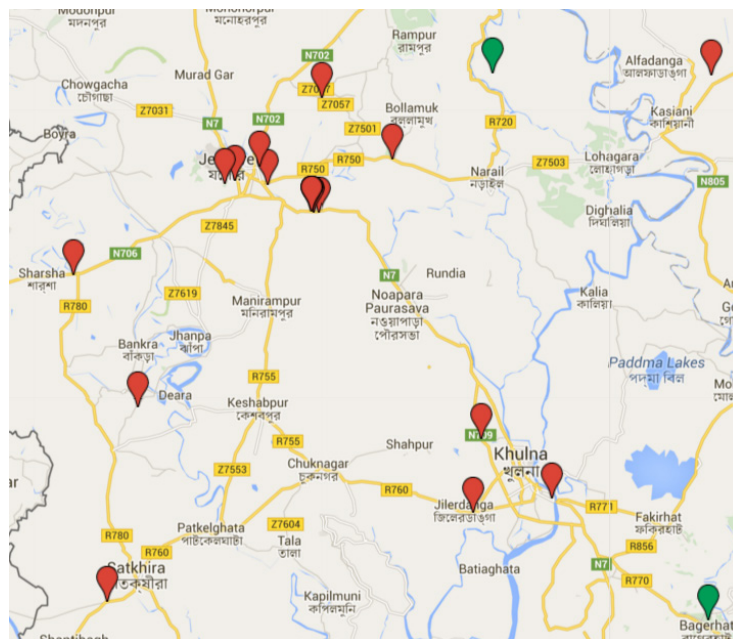 মদনপুর
মনোহরপুর
N702
Rampur
রামপুর
Alfadanga
আলফাডাঙ্গা
Murad Gar
Chowgacha
চৌগাছা
Z7057
Bollamuk
বল্লামুখ
Kasiani
কাশিয়ানী
Z7031
N7
N702
R720
Z7501
Boyra
R750
R750
Narail
নড়াইল
Z7503
Lohagara
লোহাগড়া
N805
Dighalia
দিঘালিয়া
Z7845
N706
Sharsha
শার্শা
N7
Rundia
Kalia
কালিয়া
Z7619
Manirampur
মনিরামপুর
Noapara
Paurasava
নওয়াপাড়া
পৌরসভা
R780
Jhanpa
ঝাঁপা
Bankra
বাঁকড়া
Paddma Lakes
পদ্মা বিল
R755
Deara
Keshabpur
কেশবপুর
R755
Shahpur
Khulna
খুলনা
Z7553
Chuknagar
চুকনগর
R760
Jilerdanga
জিলেরডাঙ্গা
R771
Fakirhat
ফকিরহাট
Patkelghata
পাটকেলঘাটা
Z7604
Tala
তালা
R780
R760
R856
N7
Satkhira
Batiaghata
R770
Kapilmuni
কপিলমুনি
Bagerhat